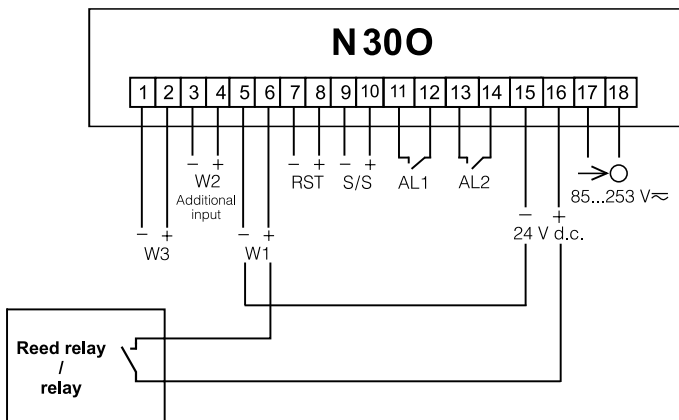 N30O
1 2 3 4 5 6 7 8 9 10 11 12 13 14 15 16 17 18
− +
W2
Additional
input
− +
RST
− +
S/S
AL1
AL2
85...253 V≂
− +
W3
− +
W1
− +
24 V d.c.
Reed relay
/
relay